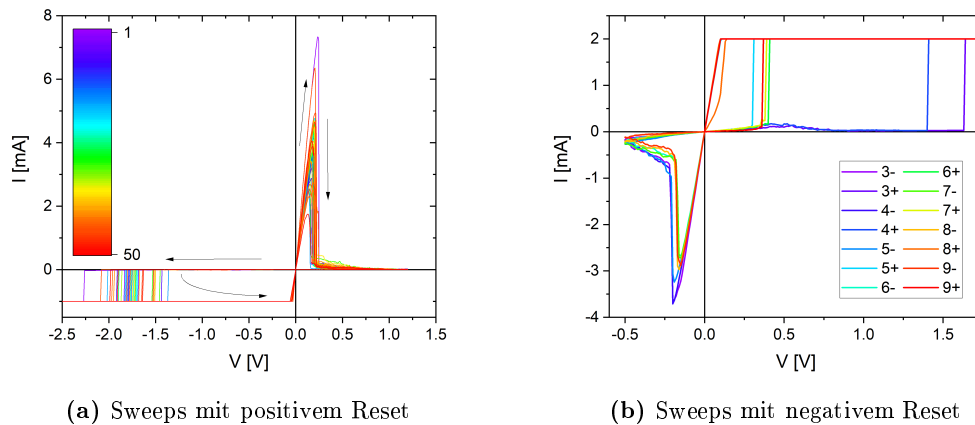 8
6
4
2
0
I [mA]
1
50
-2.5 -2.0 -1.5 -1.0 -0.5 0.0 0.5 1.0 1.5
V [V]
(a) Sweeps mit positivem Reset
2
1
0
-1
-2
-3
-4
I [mA]
3- 6+
3+ 7-
4- 7+
4+ 8-
5- 8+
5+ 9-
6- 9+
-0.5 0.0 0.5 1.0 1.5
V [V]
(b) Sweeps mit negativem Reset